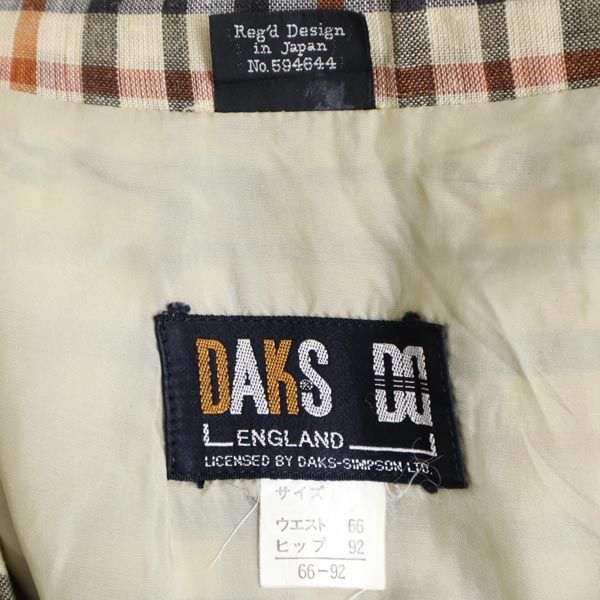 Reg'd Design
in Japan
No.594644
DAKS DD
ENGLAND
LICENSED BY DAKS-SIMPSON LTD.
サイズ
ウエスト 66
ヒップ 92
66-92